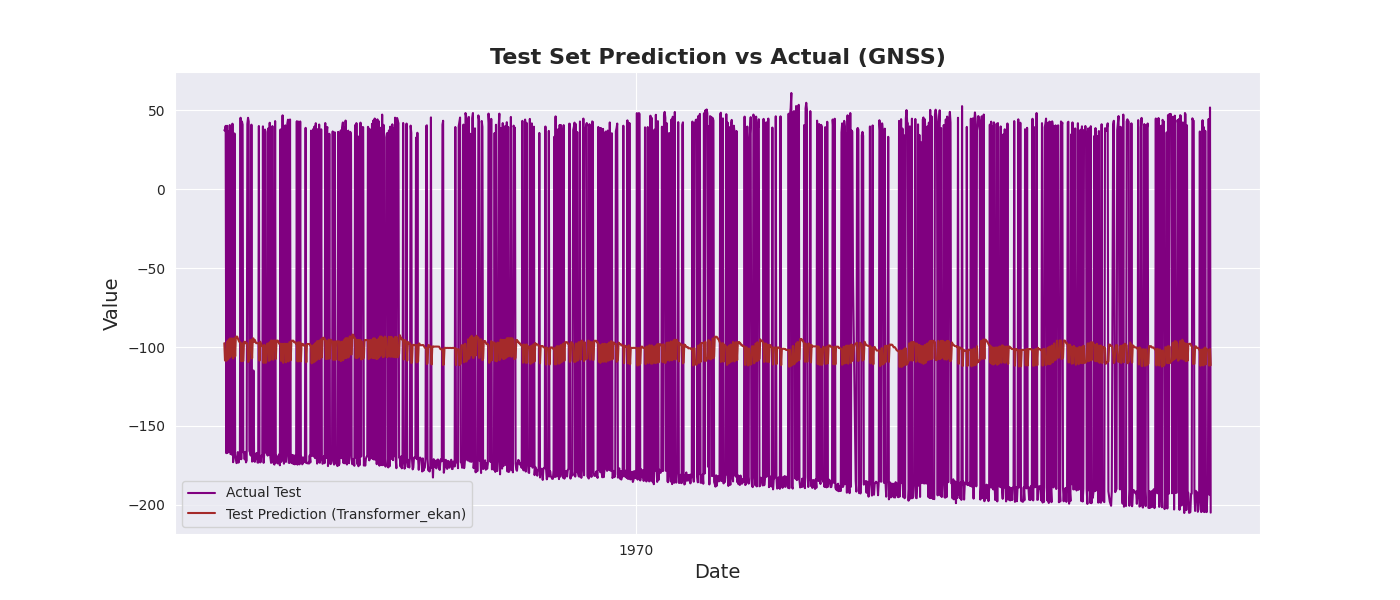 Test Set Prediction vs Actual (GNSS)
Value
50
0
−50
−100
−150
−200
Actual Test
Test Prediction (Transformer_ekan)
1970
Date